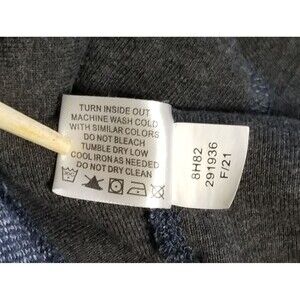 TURN INSIDE OUT
MACHINE WASH COLD
WITH SIMILAR COLORS
DO NOT BLEACH
TUMBLE DRY LOW
COOL IRON AS NEEDED
DO NOT DRY CLEAN
8H82
291936
F/21